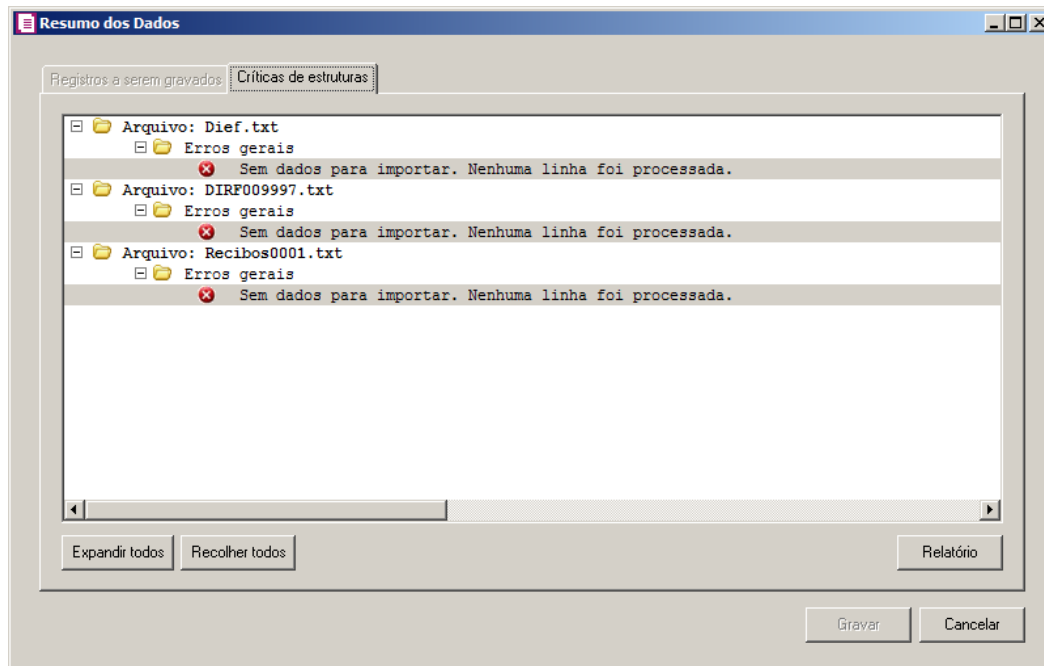 Resumo dos Dados
Registros a serem gravados Críticas de estruturas
Arquivo: Dief.txt
Erros gerais
Sem dados para importar. Nenhuma linha foi processada.
Arquivo: DIRF009997.txt
Erros gerais
Sem dados para importar. Nenhuma linha foi processada.
Arquivo: Recibos0001.txt
Erros gerais
Sem dados para importar. Nenhuma linha foi processada.
Expandir todos Recolher todos Relatório
Gravar Cancelar